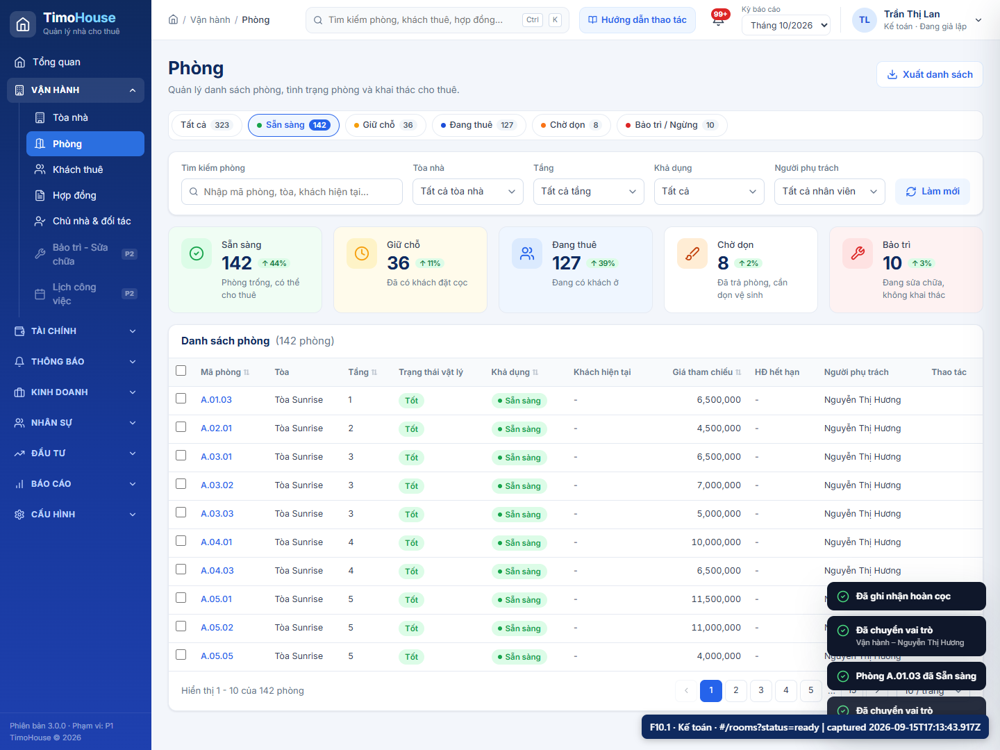 TimoHouse
Quản lý nhà cho thuê
Tổng quan
VẬN HÀNH
Tòa nhà
Phòng
Khách thuê
Hợp đồng
Chủ nhà & đối tác
Bảo trì - Sửa chữa P2
Lịch công việc P2
TÀI CHÍNH
THÔNG BÁO
KINH DOANH
NHÂN SỰ
ĐẦU TƯ
BÁO CÁO
CẤU HÌNH
Phiên bản 3.0.0 · Phạm vi: P1
TimoHouse © 2026
/ Vận hành / Phòng
Tìm kiếm phòng, khách thuê, hợp đồng... Ctrl K
Hướng dẫn thao tác
99+
Kỳ báo cáo
Tháng 10/2026
TL
Trần Thị Lan
Kế toán · Đang giả lập
Phòng
Quản lý danh sách phòng, tình trạng phòng và khai thác cho thuê.
Xuất danh sách
Tất cả 323 Sẵn sàng 142 Giữ chỗ 36 Đang thuê 127 Chờ dọn 8 Bảo trì / Ngừng 10
Tìm kiếm phòng Tòa nhà Tầng Khả dụng Người phụ trách
Nhập mã phòng, tòa, khách hiện tại... Tất cả tòa nhà Tất cả tầng Tất cả Tất cả nhân viên Làm mới
Sẵn sàng
142 ↑ 44%
Phòng trống, có thể cho thuê
Giữ chỗ
36 ↑ 11%
Đã có khách đặt cọc
Đang thuê
127 ↑ 39%
Đang có khách ở
Chờ dọn
8 ↑ 2%
Đã trả phòng, cần dọn vệ sinh
Bảo trì
10 ↑ 3%
Đang sửa chữa, không khai thác
Danh sách phòng (142 phòng)
Mã phòng Tòa Tầng Trạng thái vật lý Khả dụng Khách hiện tại Giá tham chiếu HĐ hết hạn Người phụ trách Thao tác
A.01.03 Tòa Sunrise 1 Tốt Sẵn sàng - 6,500,000 - Nguyễn Thị Hương
A.02.01 Tòa Sunrise 2 Tốt Sẵn sàng - 4,500,000 - Nguyễn Thị Hương
A.03.01 Tòa Sunrise 3 Tốt Sẵn sàng - 6,500,000 - Nguyễn Thị Hương
A.03.02 Tòa Sunrise 3 Tốt Sẵn sàng - 7,000,000 - Nguyễn Thị Hương
A.03.03 Tòa Sunrise 3 Tốt Sẵn sàng - 5,000,000 - Nguyễn Thị Hương
A.04.01 Tòa Sunrise 4 Tốt Sẵn sàng - 10,000,000 - Nguyễn Thị Hương
A.04.03 Tòa Sunrise 4 Tốt Sẵn sàng - 6,500,000 - Nguyễn Thị Hương
A.05.01 Tòa Sunrise 5 Tốt Sẵn sàng - 11,500,000 -
A.05.02 Tòa Sunrise 5 Tốt Sẵn sàng - 11,000,000 -
A.05.05 Tòa Sunrise 5 Tốt Sẵn sàng - 4,000,000 - Nguyễn Thị Hương
Hiển thị 1 - 10 của 142 phòng
1 2 3 4 5 ... 15 10 / trang
Đã ghi nhận hoàn cọc
Đã chuyển vai trò
Vận hành – Nguyễn Thị Hương
Phòng A.01.03 đã Sẵn sàng
Đã chuyển vai trò
F10.1 · Kế toán · #/rooms?status=ready | captured 2026-09-15T17:13:43.917Z